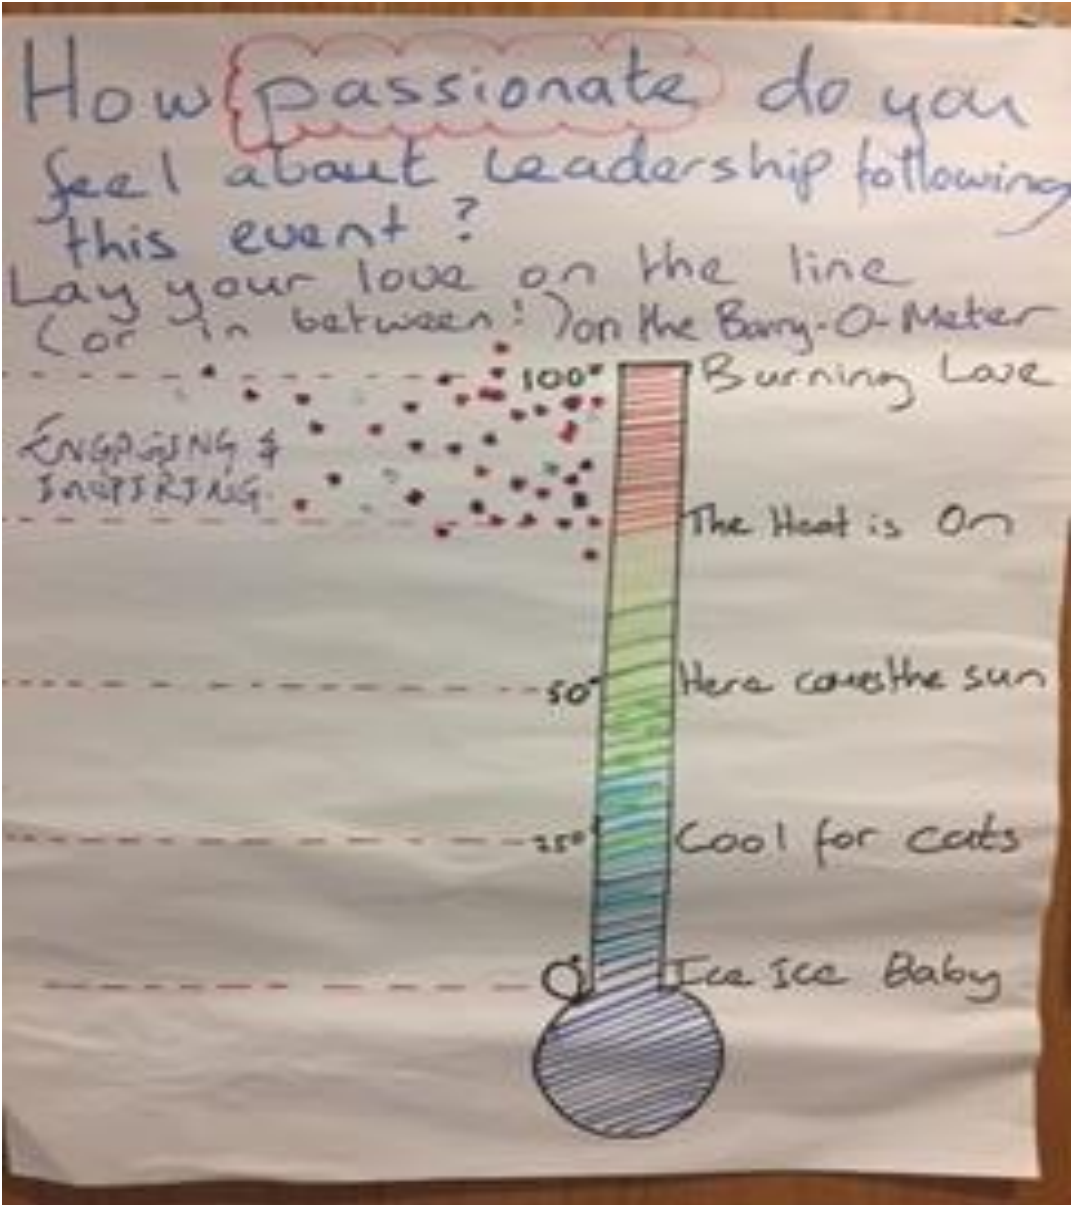 How passionate do you
feel about Leadership following
this event?
Lay your love on the line
(or in between!) on the Barry-O-Meter
100° Burning Love
ENGAGING &
INSPIRING.
The Heat is On
50° Here comes the sun
25° Cool for cats
0° Ice Ice Baby